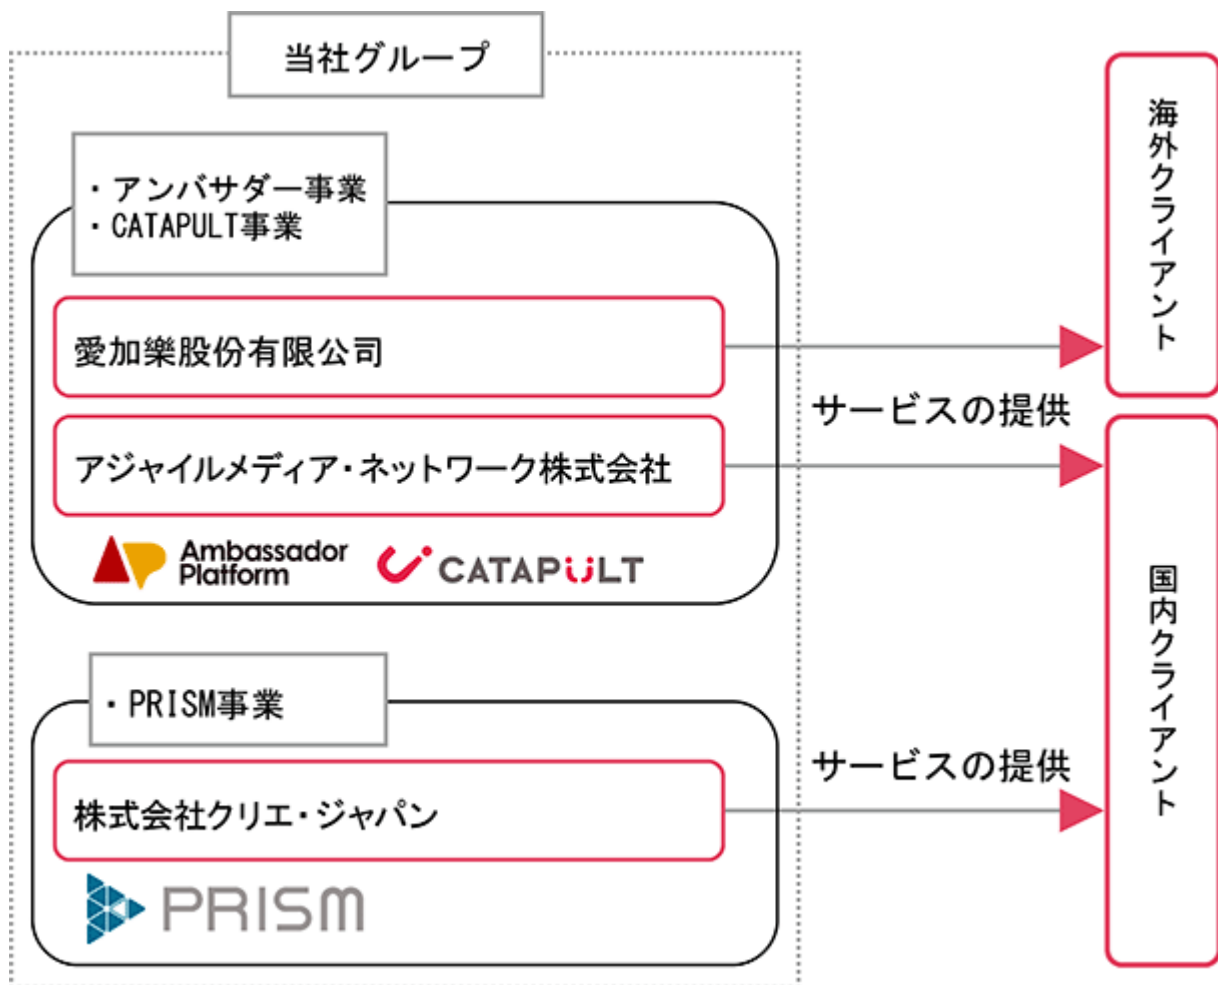 当社グループ
・アンバサダー事業
・CATAPULT事業
愛加樂股份有限公司
アジャイルメディア・ネットワーク株式会社
Ambassador
Platform
CATAPULT
・PRISM事業
株式会社クリエ・ジャパン
PRISM
サービスの提供
サービスの提供
海外クライアント
国内クライアント